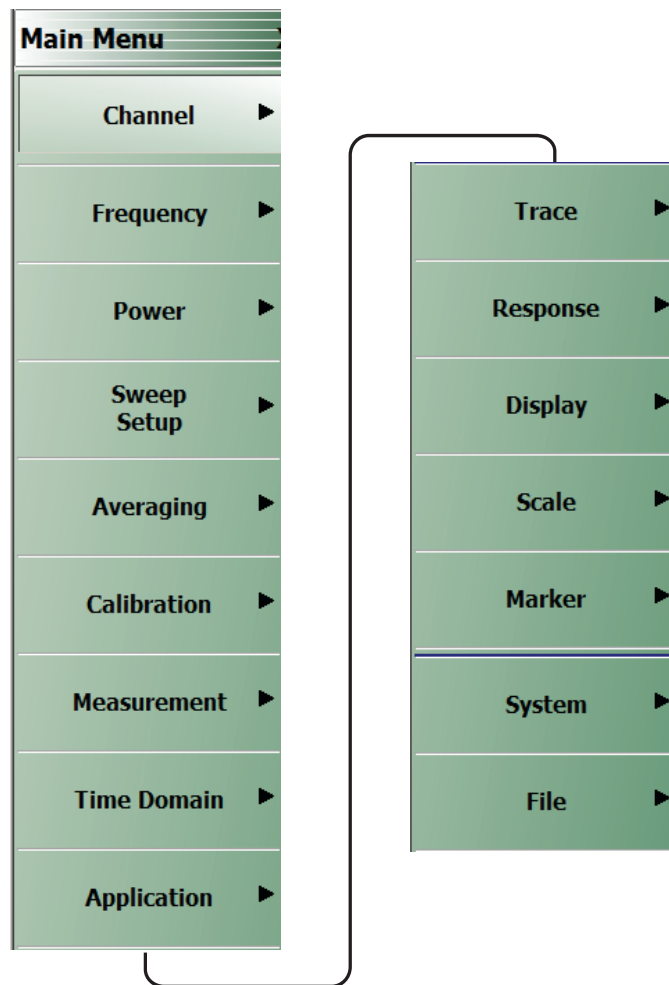 Main Menu
Channel
Frequency
Power
Sweep
Setup
Averaging
Calibration
Measurement
Time Domain
Application
Trace
Response
Display
Scale
Marker
System
File